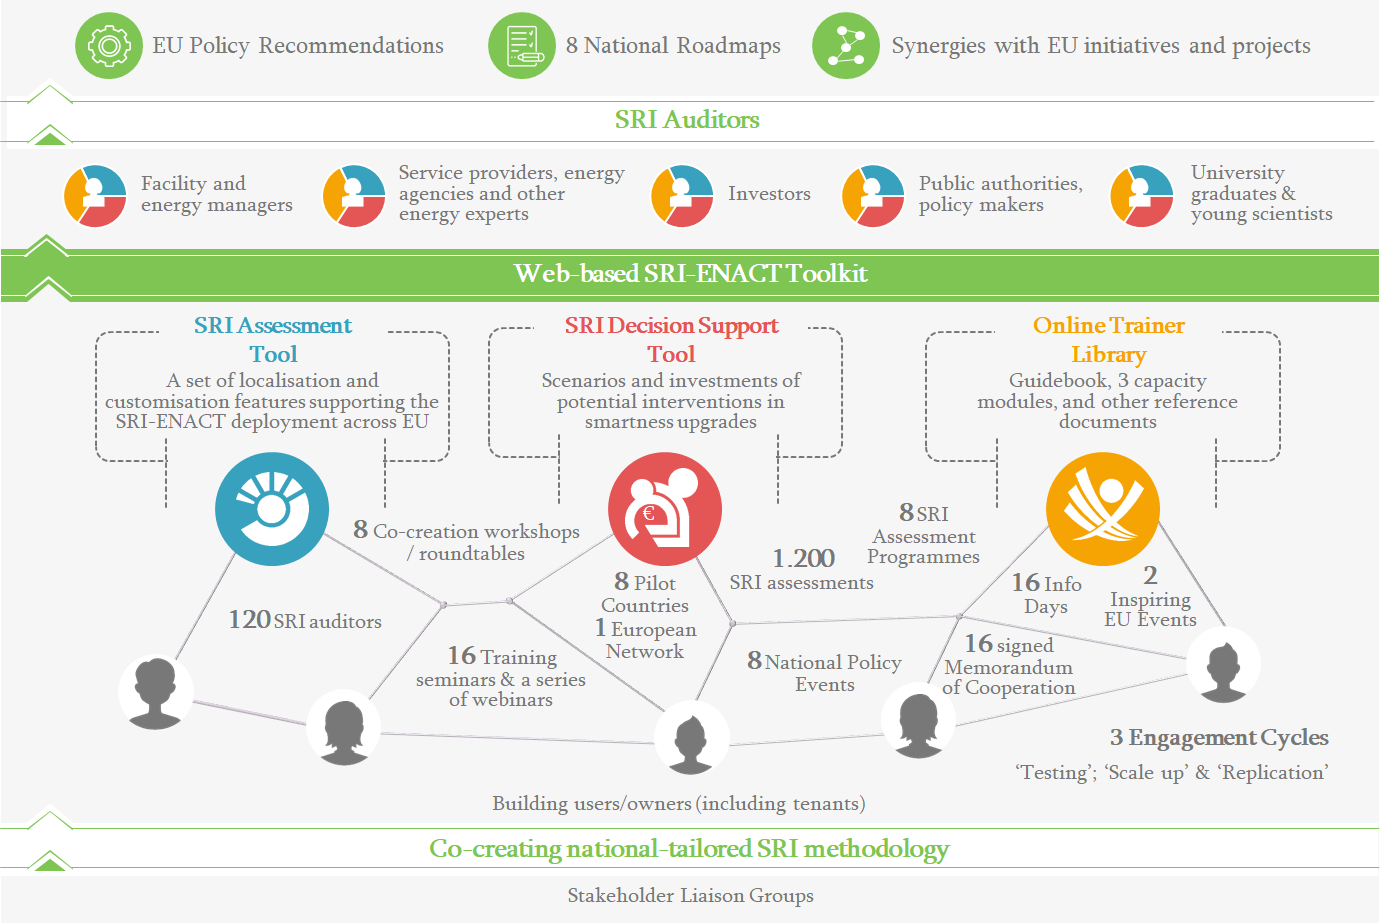 EU Policy Recommendations
8 National Roadmaps
Synergies with EU initiatives and projects
SRI Auditors
Facility and
energy managers
Service providers, energy
agencies and other
energy experts
Investors
Public authorities,
policy makers
University
graduates &
young scientists
Web-based SRI-ENACT Toolkit
SRI Assessment
Tool
A set of localisation and
customisation features supporting the
SRI-ENACT deployment across EU
SRI Decision Support
Tool
Scenarios and investments of
potential interventions in
smartness upgrades
Online Trainer
Library
Guidebook, 3 capacity
modules, and other reference
documents
€
8 Co-creation workshops
/ roundtables
120 SRI auditors
16 Training
seminars & a series
of webinars
8 Pilot
Countries
1 European
Network
1.200
SRI assessments
8 National Policy
Events
8 SRI
Assessment
Programmes
16 Info
Days
2
Inspiring
EU Events
16 signed
Memorandum
of Cooperation
3 Engagement Cycles
‘Testing’; ‘Scale up’ & ‘Replication’
Building users/owners (including tenants)
Co-creating national-tailored SRI methodology
Stakeholder Liaison Groups